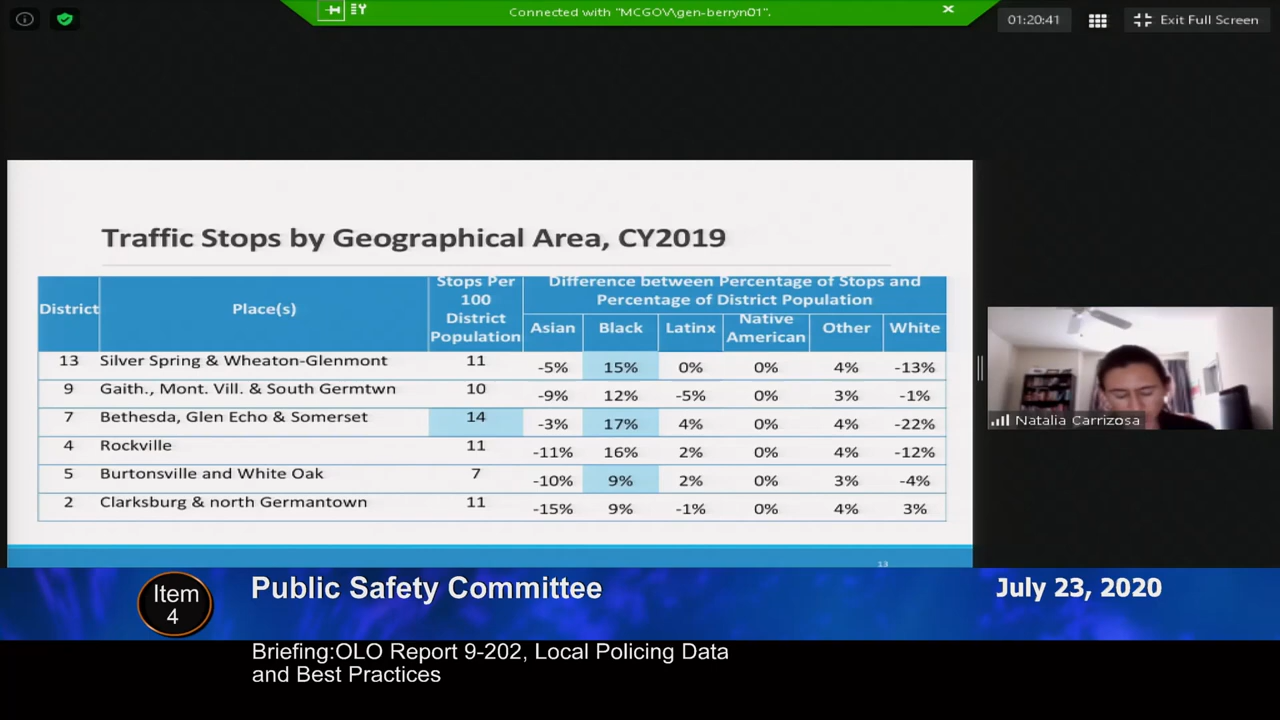 Connected with "MCGOV\gen-berryn01".
01:20:41
Exit Full Screen
Traffic Stops by Geographical Area, CY2019
District Place(s) Stops Per 100 District Population Difference between Percentage of Stops and Percentage of District Population
Asian Black Latinx Native American Other White
13 Silver Spring & Wheaton-Glenmont 11 -5% 15% 0% 0% 4% -13%
9 Gaith., Mont. Vill. & South Germtwn 10 -9% 12% -5% 0% 3% -1%
7 Bethesda, Glen Echo & Somerset 14 -3% 17% 4% 0% 4% -22%
4 Rockville 11 -11% 16% 2% 0% 4% -12%
5 Burtonsville and White Oak 7 -10% 9% 2% 0% 3% -4%
2 Clarksburg & north Germantown 11 -15% 9% -1% 0% 4% 3%
13
Natalia Carrizosa
Item
4
Public Safety Committee
July 23, 2020
Briefing:OLO Report 9-202, Local Policing Data
and Best Practices